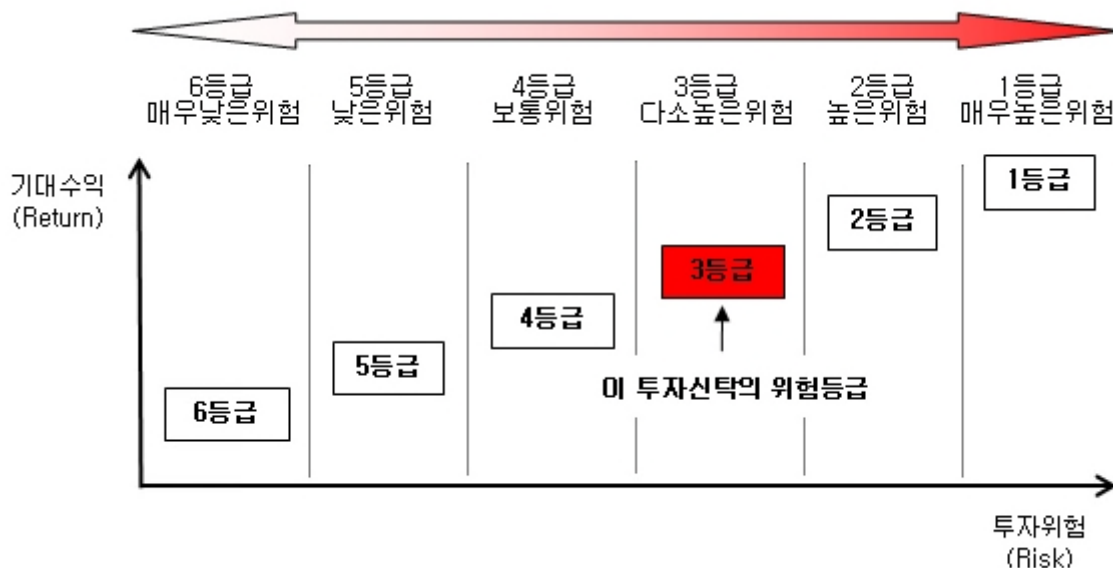 6등급
매우낮은위험
5등급
낮은위험
4등급
보통위험
3등급
다소높은위험
2등급
높은위험
1등급
매우높은위험
기대수익
(Return)
1등급
2등급
3등급
4등급
5등급
이 투자신탁의 위험등급
6등급
투자위험
(Risk)